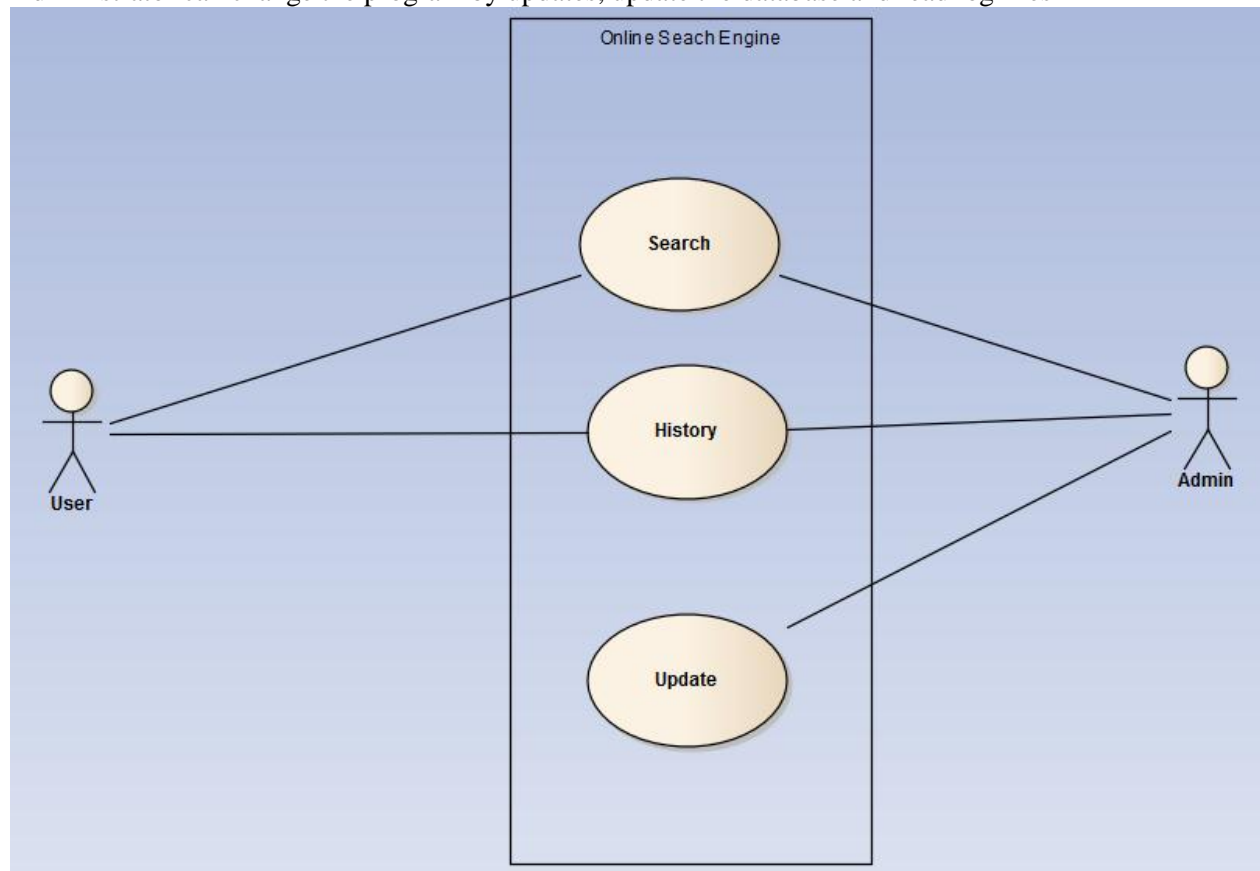 Online Seach Engine
Search
History
User
Admin
Update